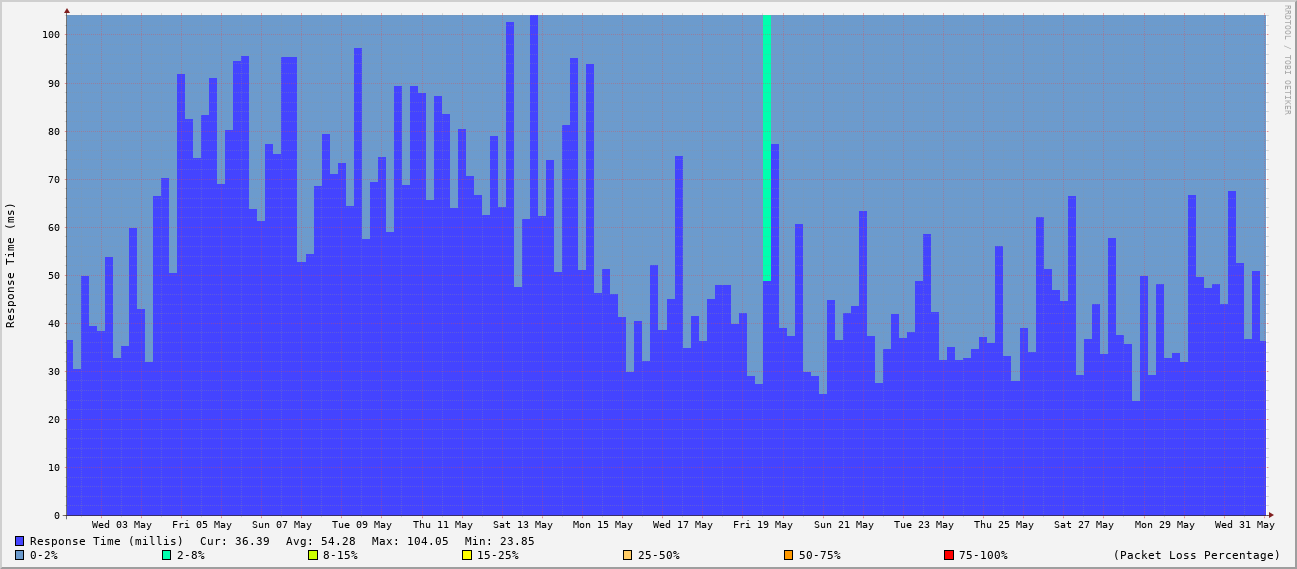 RRDTOOL / TOBI OETIKER
Response Time (ms)
100
90
80
70
60
50
40
30
20
10
0
Wed 03 May Fri 05 May Sun 07 May Tue 09 May Thu 11 May Sat 13 May Mon 15 May Wed 17 May Fri 19 May Sun 21 May Tue 23 May Thu 25 May Sat 27 May Mon 29 May Wed 31 May
Response Time (millis) Cur: 36.39 Avg: 54.28 Max: 104.05 Min: 23.85
0-2% 2-8% 8-15% 15-25% 25-50% 50-75% 75-100% (Packet Loss Percentage)